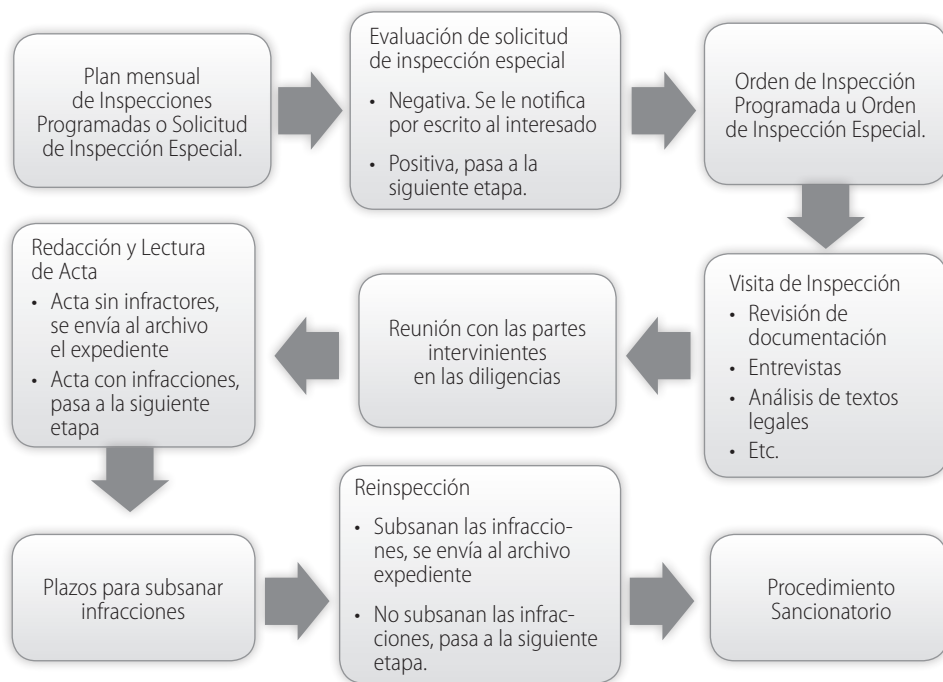 Plan mensual
de Inspecciones
Programadas o Solicitud
de Inspección Especial.
Evaluación de solicitud
de inspección especial
• Negativa. Se le notifica
por escrito al interesado
• Positiva, pasa a la
siguiente etapa.
Orden de Inspección
Programada u Orden
de Inspección Especial.
Visita de Inspección
• Revisión de
documentación
• Entrevistas
• Análisis de textos
legales
• Etc.
Reunión con las partes
intervinientes
en las diligencias
Redacción y Lectura
de Acta
• Acta sin infractores,
se envía al archivo
el expediente
• Acta con infracciones,
pasa a la siguiente
etapa
Plazos para subsanar
infracciones
Reinspección
• Subsanan las infraccio-
nes, se envía al archivo
expediente
• No subsanan las infrac-
ciones, pasa a la siguiente
etapa.
Procedimiento
Sancionatorio